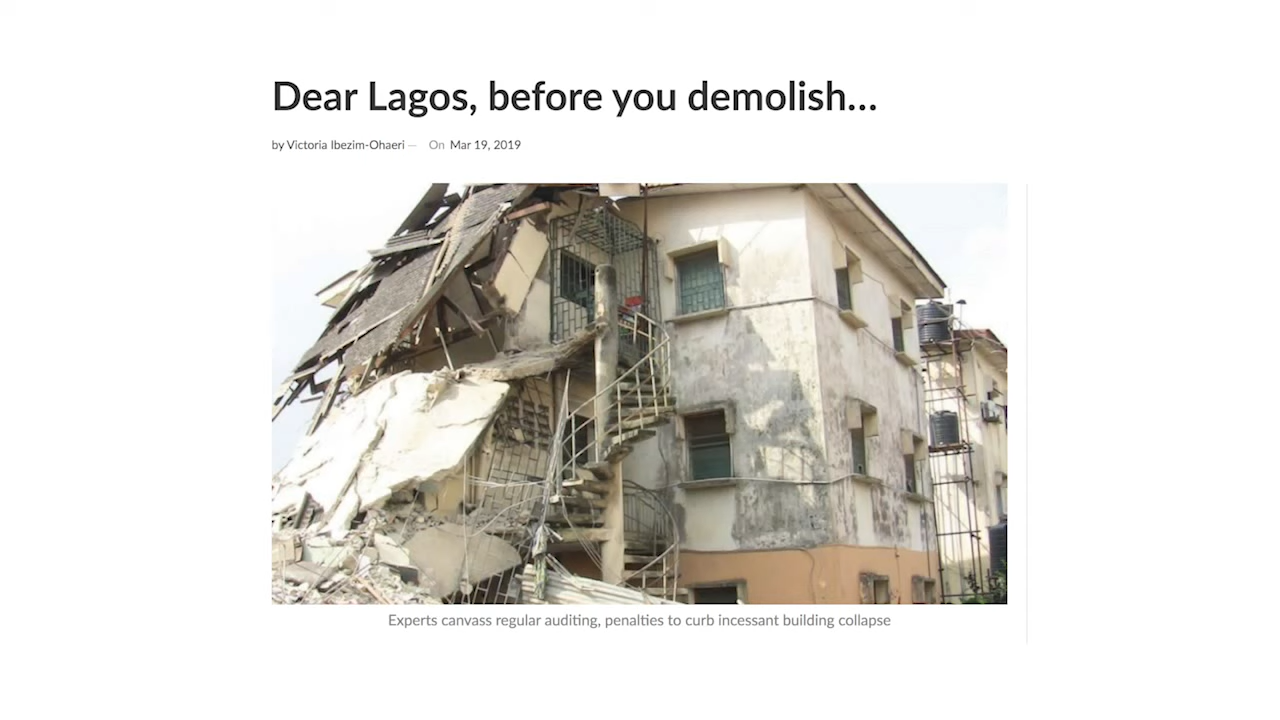 Dear Lagos, before you demolish...
by Victoria Ibezim-Ohaeri — On Mar 19, 2019
Experts canvass regular auditing, penalties to curb incessant building collapse